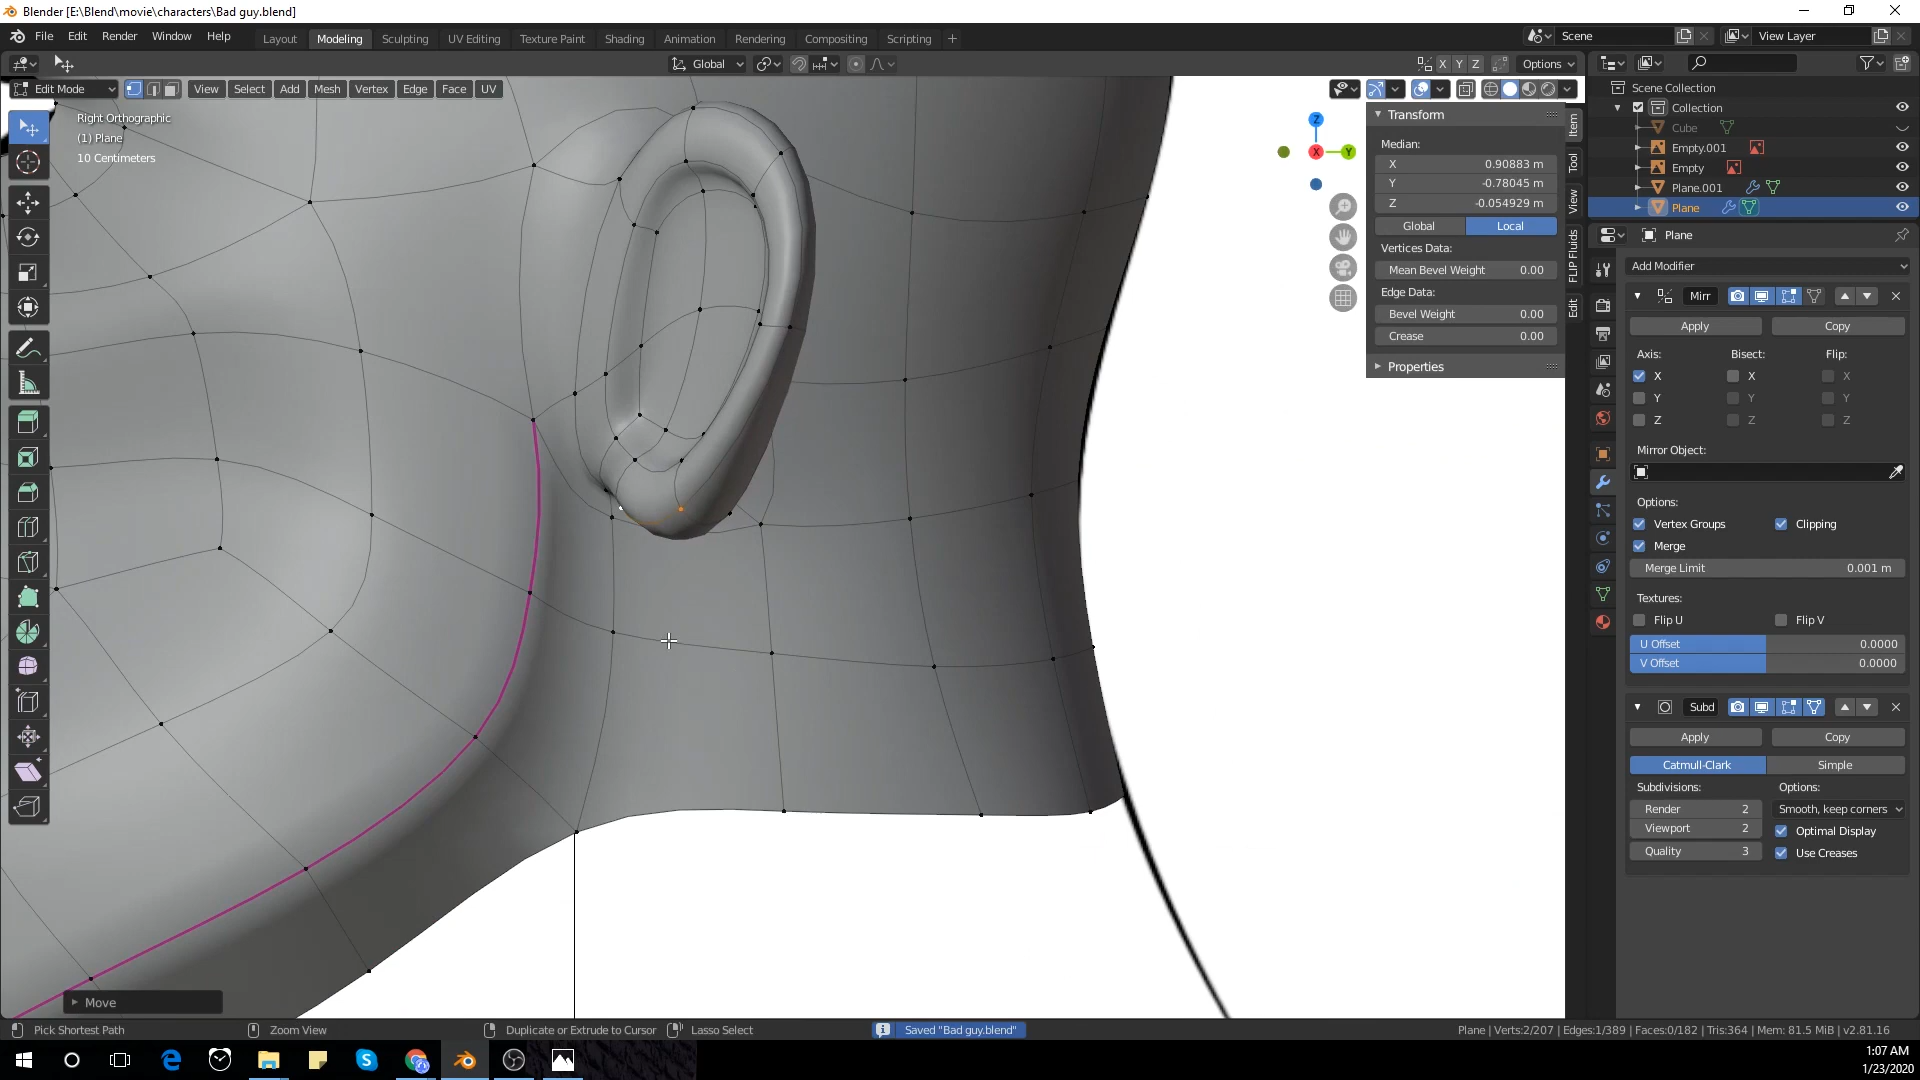 Blender [E:\Blend\movie\characters\Bad guy.blend]
File Edit Render Window Help
Layout Modeling Sculpting UV Editing Texture Paint Shading Animation Rendering Compositing Scripting
Scene
View Layer
Global
X Y Z
Options
Edit Mode
View Select Add Mesh Vertex Edge Face UV
Right Orthographic
(1) Plane
10 Centimeters
Z
X
Y
Transform
Median:
X 0.90883 m
Y -0.78045 m
Z -0.054929 m
Global Local
Vertices Data:
Mean Bevel Weight 0.00
Edge Data:
Bevel Weight 0.00
Crease 0.00
Properties
Item
Tool
View
FLIP Fluids
Edit
Scene Collection
Collection
Cube
Empty.001
Empty
Plane.001
Plane
Plane
Add Modifier
Mirr
Apply Copy
Axis: Bisect: Flip:
X X X
Y Y Y
Z Z Z
Mirror Object:
Options:
Vertex Groups Clipping
Merge
Merge Limit 0.001 m
Textures:
Flip U Flip V
U Offset 0.0000
V Offset 0.0000
Subd
Apply Copy
Catmull-Clark Simple
Subdivisions: Options:
Render 2 Smooth, keep corners
Viewport 2 Optimal Display
Quality 3 Use Creases
Move
Pick Shortest Path Zoom View Duplicate or Extrude to Cursor Lasso Select Saved "Bad guy.blend" Plane | Verts:2/207 | Edges:1/389 | Faces:0/182 | Tris:364 | Mem: 81.5 MiB | v2.81.16
1:07 AM
1/23/2020